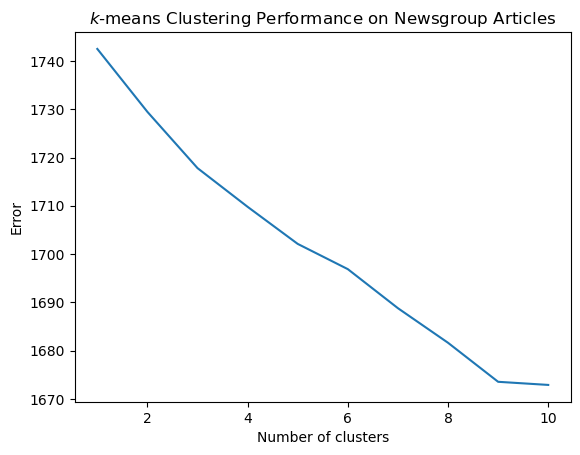 k-means Clustering Performance on Newsgroup Articles
1740
1730
1720
1710
1700
1690
1680
1670
Error
2 4 6 8 10
Number of clusters